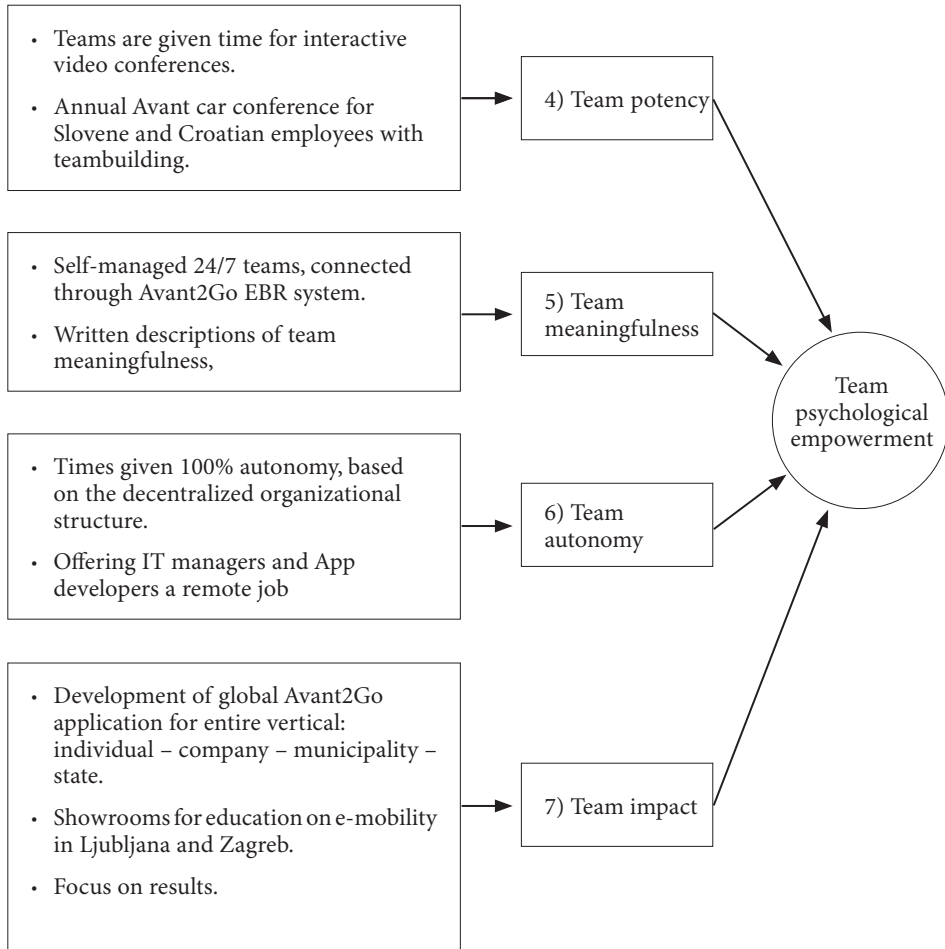 • Teams are given time for interactive
video conferences.
• Annual Avant car conference for
Slovene and Croatian employees with
teambuilding.
4) Team potency
• Self-managed 24/7 teams, connected
through Avant2Go EBR system.
• Written descriptions of team
meaningfulness,
5) Team
meaningfulness
Team
psychological
empowerment
• Times given 100% autonomy, based
on the decentralized organizational
structure.
• Offering IT managers and App
developers a remote job
6) Team
autonomy
• Development of global Avant2Go
application for entire vertical:
individual – company – municipality –
state.
• Showrooms for education on e-mobility
in Ljubljana and Zagreb.
• Focus on results.
7) Team impact